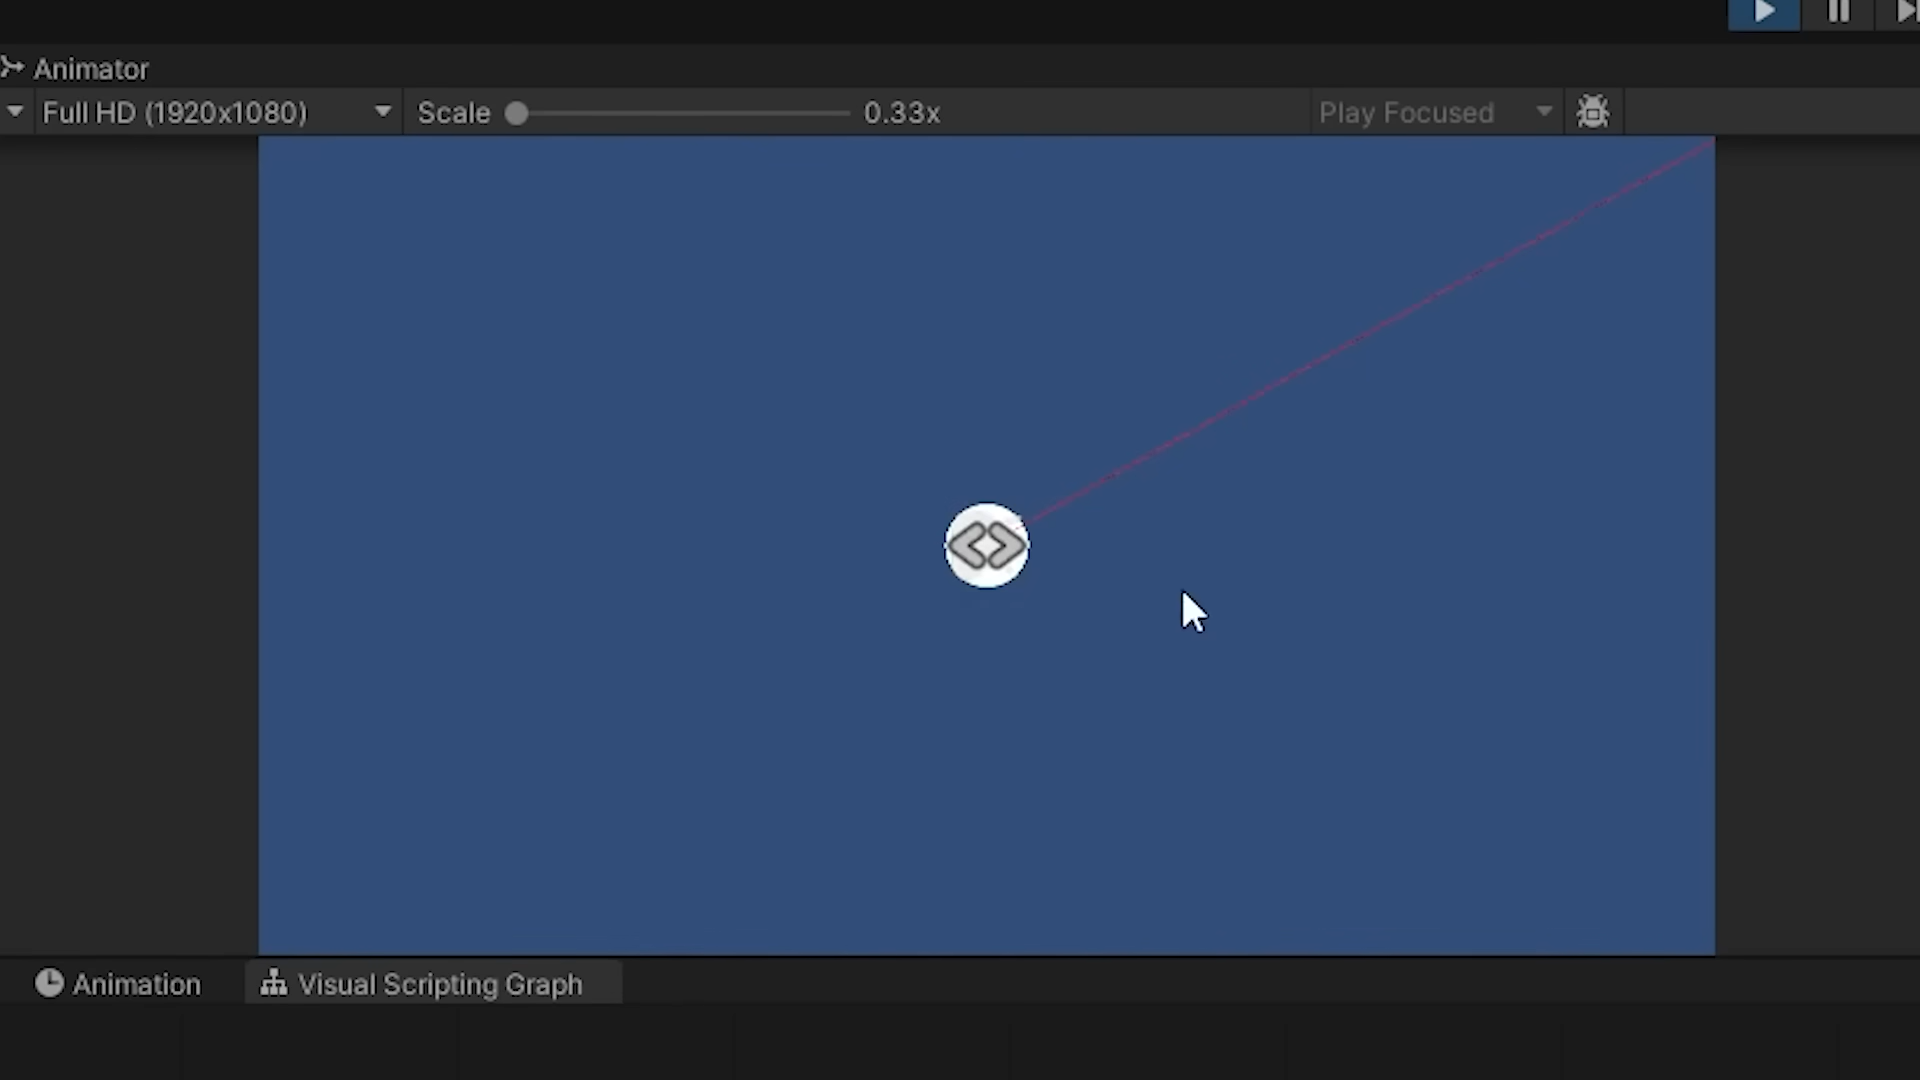 Animator
Full HD (1920x1080)
Scale
0.33x
Play Focused
Animation
Visual Scripting Graph